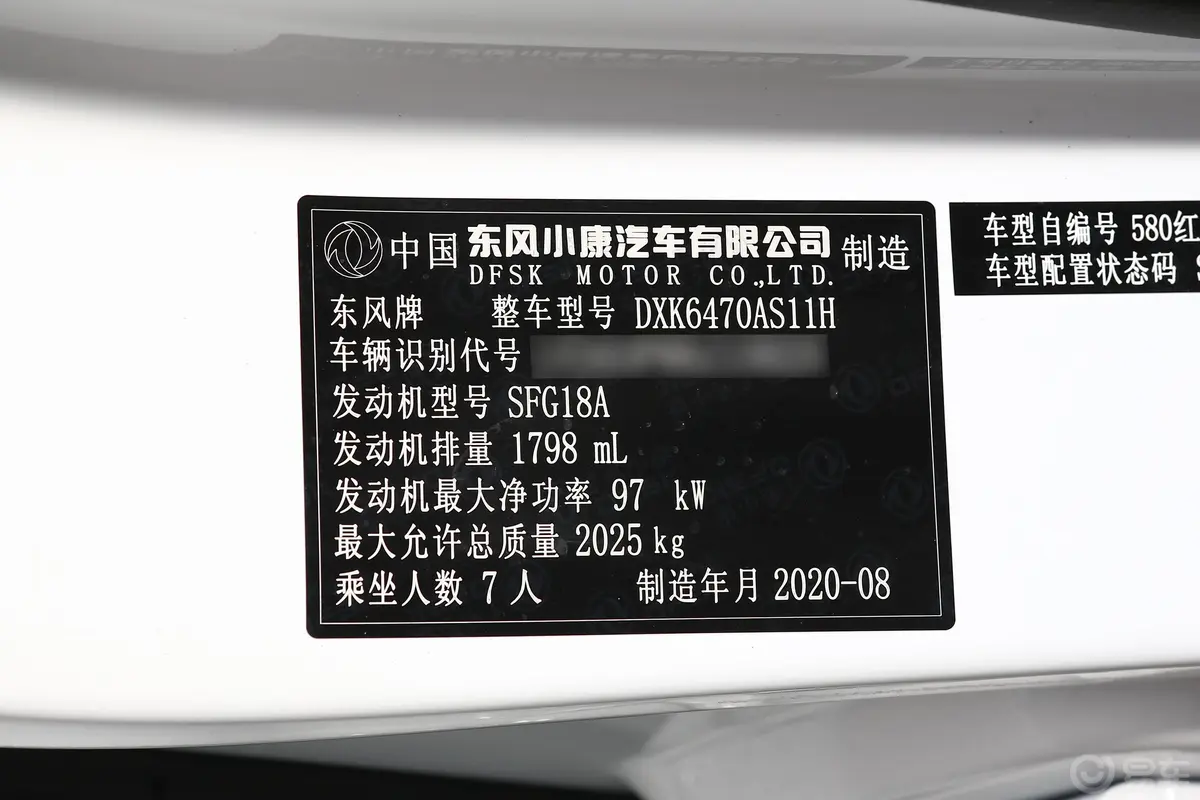 中国 东风小康汽车有限公司 制造
DFSK MOTOR CO.,LTD.
东风牌 整车型号 DXK6470AS11H
车辆识别代号
发动机型号 SFG18A
发动机排量 1798 mL
发动机最大净功率 97 kW
最大允许总质量 2025 kg
乘坐人数 7 人 制造年月 2020-08
车型自编号 580红
车型配置状态码
易车